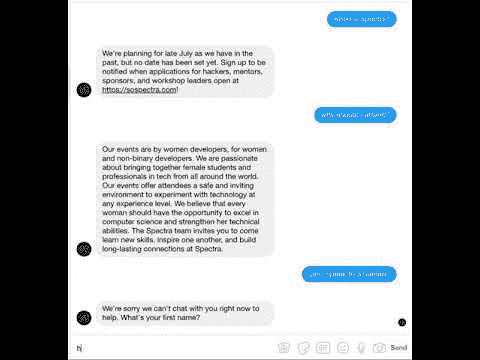 We're planning for late July as we have in the
past, but no date has been set yet. Sign up to be
notified when applications for hackers, mentors,
sponsors, and workshop leaders open at
https://sospectra.com!
Our events are by women developers, for women
and non-binary developers. We are passionate
about bringing together female students and
professionals in tech from all around the world.
Our events offer attendees a safe and inviting
environment to experiment with technology at
any experience level. We believe that every
woman should have the opportunity to excel in
computer science and strengthen her technical
abilities. The Spectra team invites you to come
learn new skills, inspire one another, and build
long-lasting connections at Spectra.
We're sorry we can't chat with you right now to
help. What's your first name?
h
Send